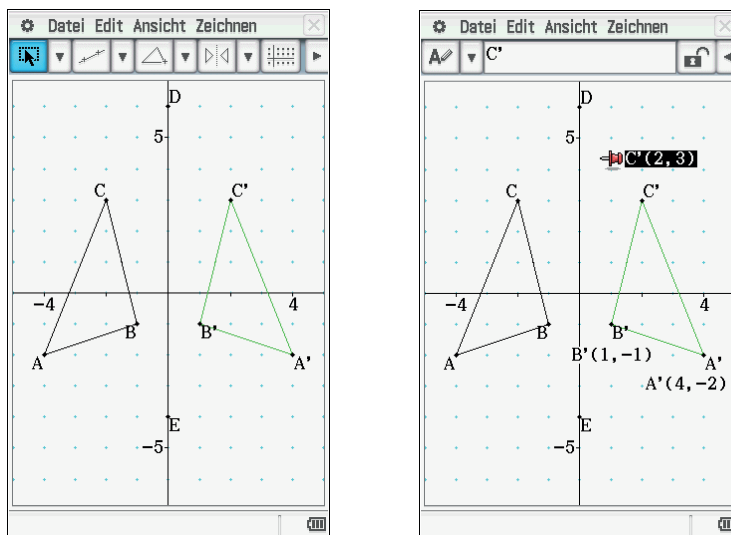 Datei Edit Ansicht Zeichnen
D
5
C
C'
-4
4
B
B'
A
A'
E
-5
Datei Edit Ansicht Zeichnen
C'
D
5
C'(2,3)
C
C'
-4
4
B
B'
B'(1,-1)
A
A'
A'(4,-2)
E
-5